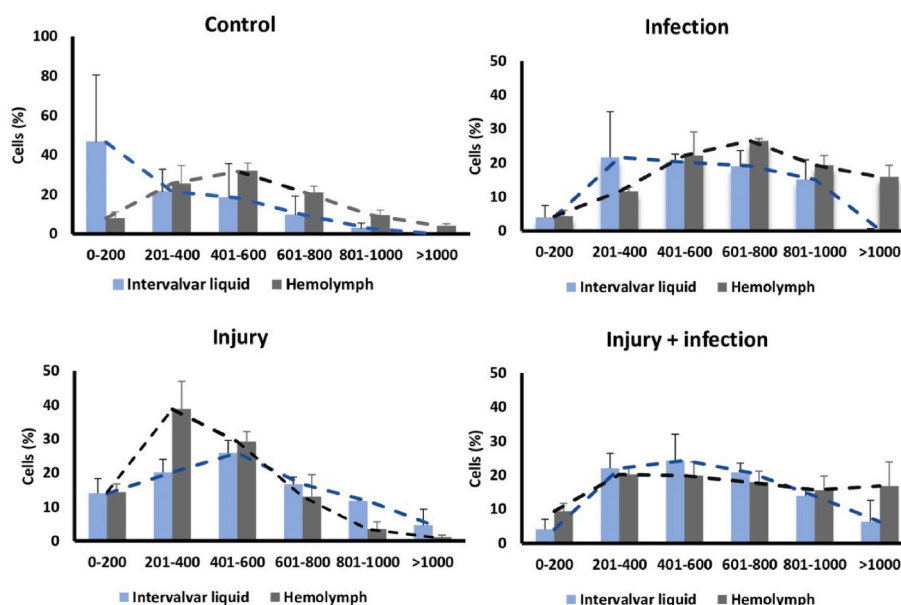 Control
Cells (%)
100
80
60
40
20
0
0-200 201-400 401-600 601-800 801-1000 >1000
Intervalvar liquid Hemolymph
Infection
Cells (%)
50
40
30
20
10
0
0-200 201-400 401-600 601-800 801-1000 >1000
Intervalvar liquid Hemolymph
Injury
Cells (%)
50
40
30
20
10
0
0-200 201-400 401-600 601-800 801-1000 >1000
Intervalvar liquid Hemolymph
Injury + infection
Cells (%)
50
40
30
20
10
0
0-200 201-400 401-600 601-800 801-1000 >1000
Intervalvar liquid Hemolymph